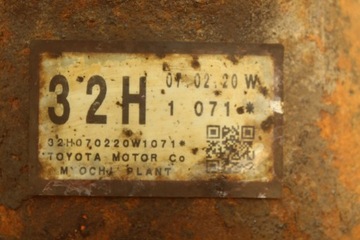 32H 07.02.20 W
1 071-*
32H070220W1071*
TOYOTA MOTOR Co
MYOCHI PLANT